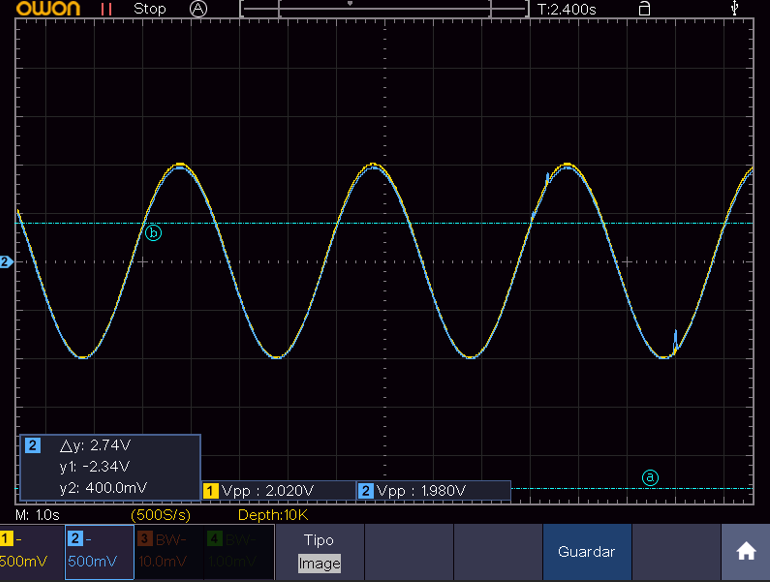 owon Stop A T:2.400s
b
2
a
2 Δy: 2.74V
y1: -2.34V
y2: 400.0mV
1 Vpp : 2.020V 2 Vpp : 1.980V
M: 1.0s (500S/s) Depth:10K
1 - 2 - 3 BW- 4 BW- Tipo
500mV 500mV 10.0mV 1.00mV Image Guardar